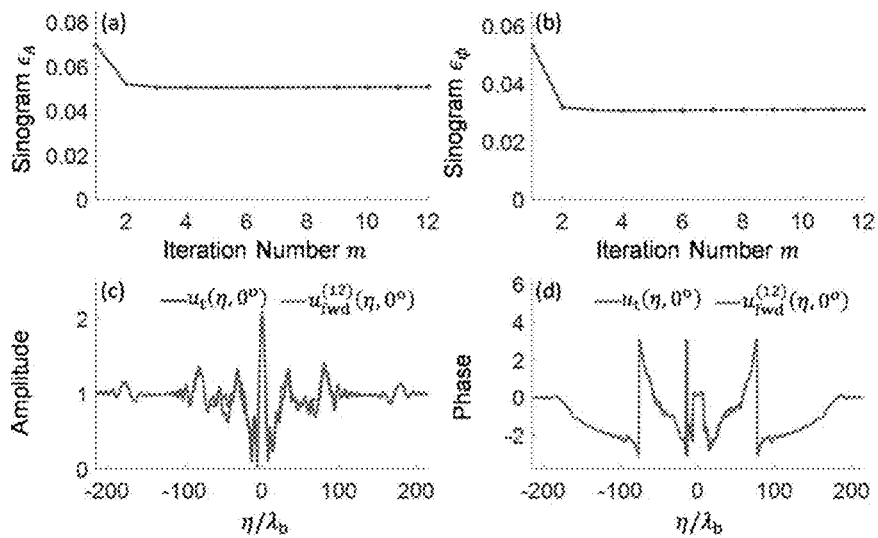 (a)
Sinogram ϵ_A
0.08
0.06
0.04
0.02
0
2 4 6 8 10 12
Iteration Number m
(b)
Sinogram ϵ_Φ
0.08
0.06
0.04
0.02
0
2 4 6 8 10 12
Iteration Number m
(c) u_t(η, 0°) u_fwd^(12)(η, 0°)
Amplitude
2
1
0
-200 -100 0 100 200
η/λ_b
(d) u_t(η, 0°) u_fwd^(12)(η, 0°)
Phase
6
4
2
0
-2
-200 -100 0 100 200
η/λ_b